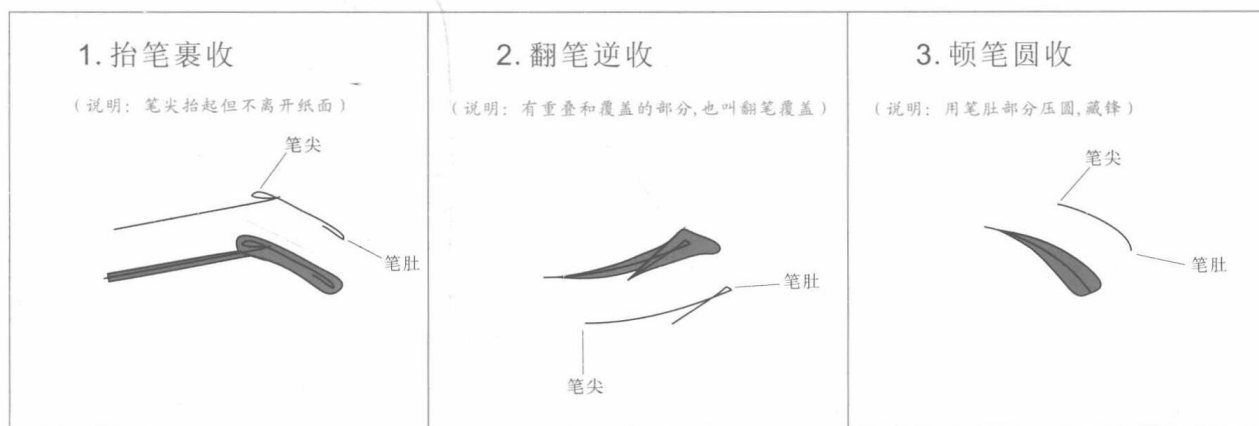 1.抬笔裹收
(说明：笔尖抬起但不离开纸面)
笔尖
笔肚
2.翻笔逆收
(说明：有重叠和覆盖的部分,也叫翻笔覆盖)
笔肚
笔尖
3.顿笔圆收
(说明：用笔肚部分压圆,藏锋)
笔尖
笔肚